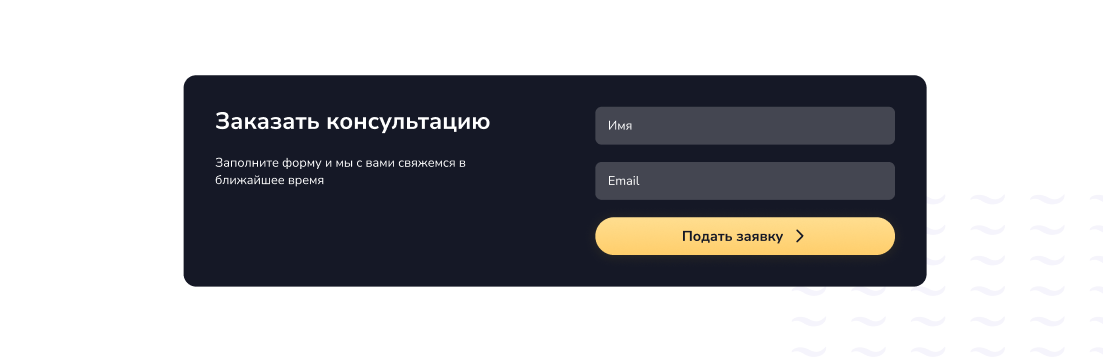 Заказать консультацию
Заполните форму и мы с вами свяжемся в
ближайшее время
Имя
Email
Подать заявку